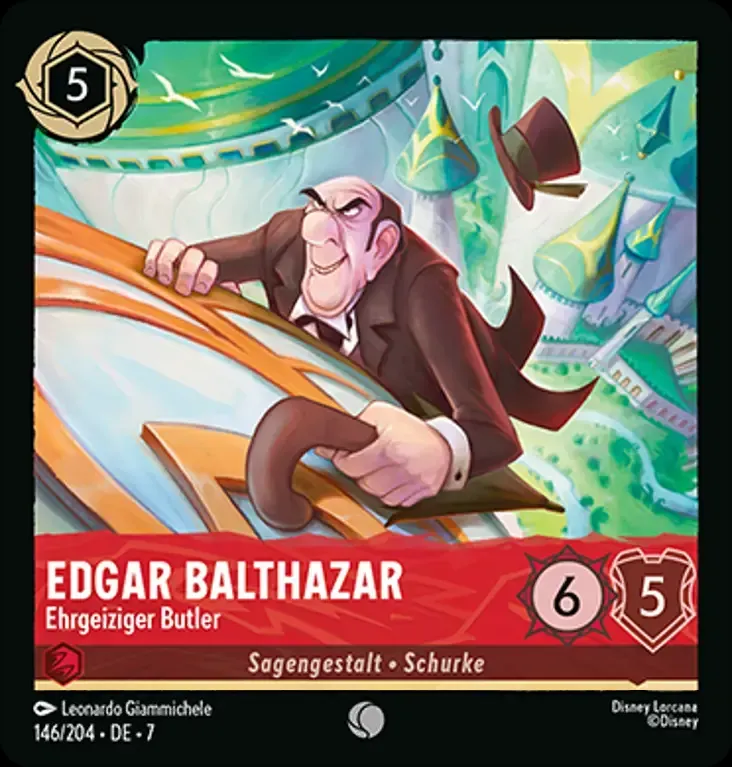 5
EDGAR BALTHAZAR
Ehrgeiziger Butler
6
5
Sagengestalt • Schurke
Leonardo Giammichele
146/204 • DE • 7
Disney Lorcana
©Disney